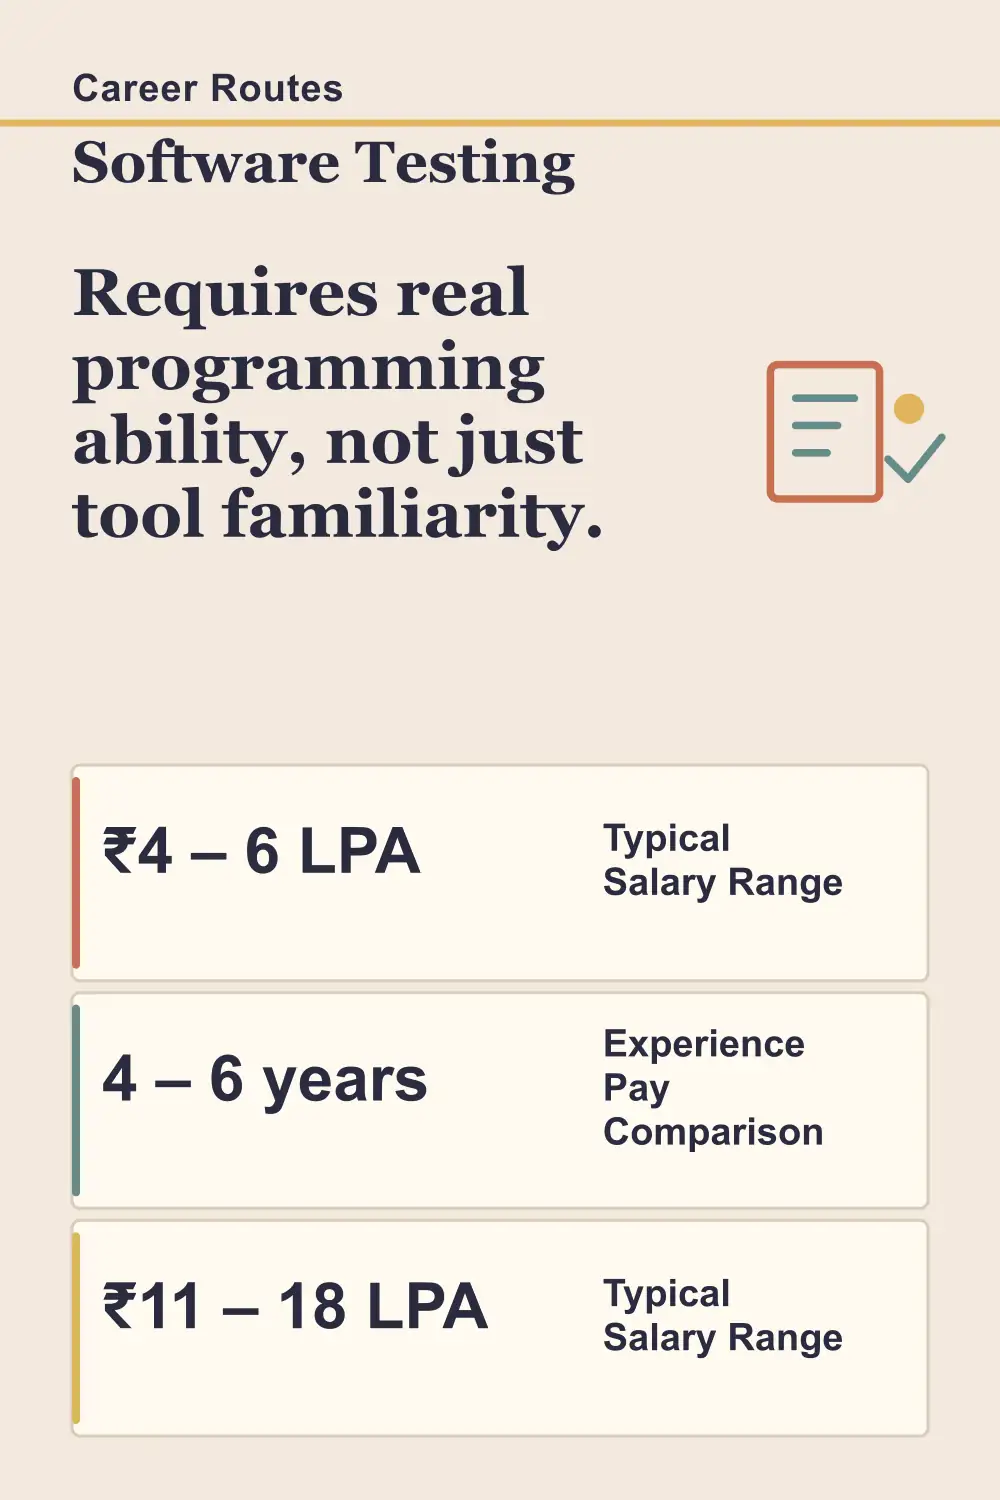 Career Routes
Software Testing
Requires real
programming
ability, not just
tool familiarity.
₹4 – 6 LPA
Typical
Salary Range
4 – 6 years
Experience
Pay
Comparison
₹11 – 18 LPA
Typical
Salary Range